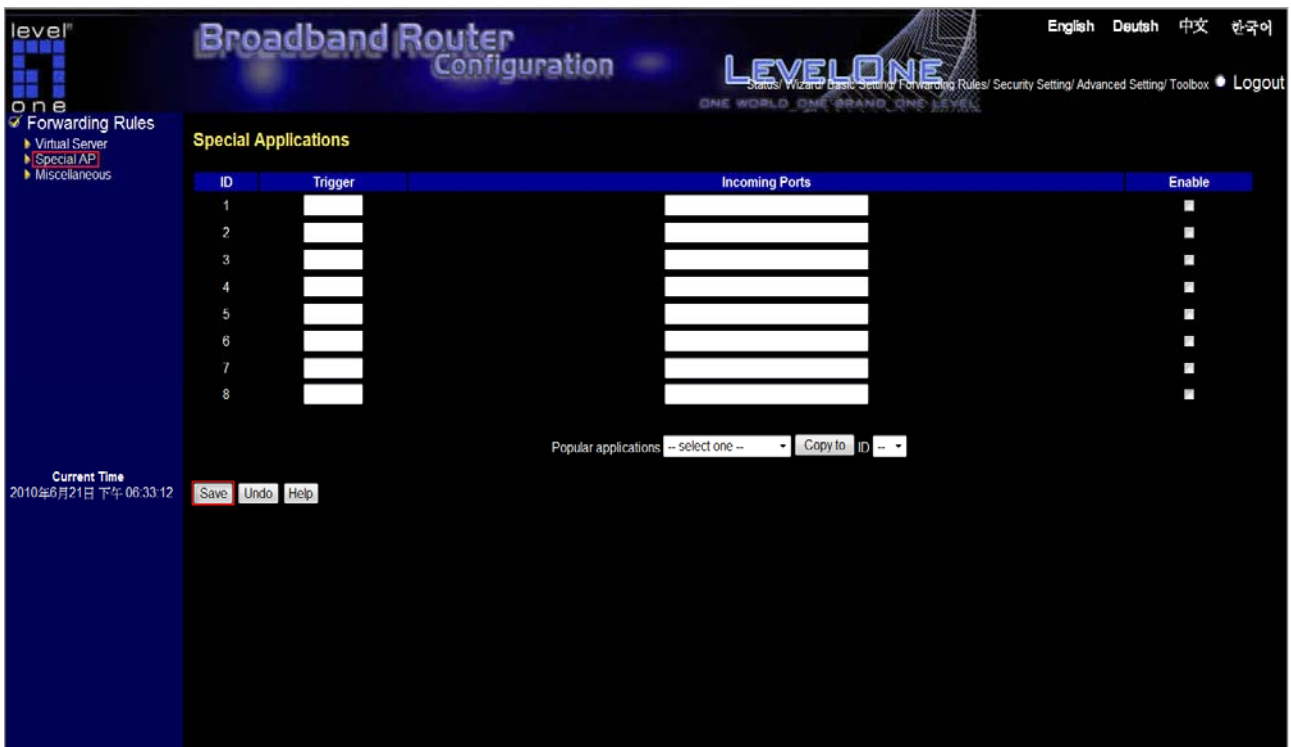 level"
one
Broadband Router
Configuration
LEVELONE
ONE WORLD_ONE BRAND_ONE LEVEL
English Deutsh 中文 한국어
Status/ Wizard/ Basic Setting/ Forwarding Rules/ Security Setting/ Advanced Setting/ Toolbox Logout
Forwarding Rules
Virtual Server
Special AP
Miscellaneous
Current Time
2010年6月21日 下午 06:33:12
Special Applications
ID Trigger Incoming Ports Enable
1
2
3
4
5
6
7
8
Popular applications -- select one -- Copy to ID --
Save Undo Help